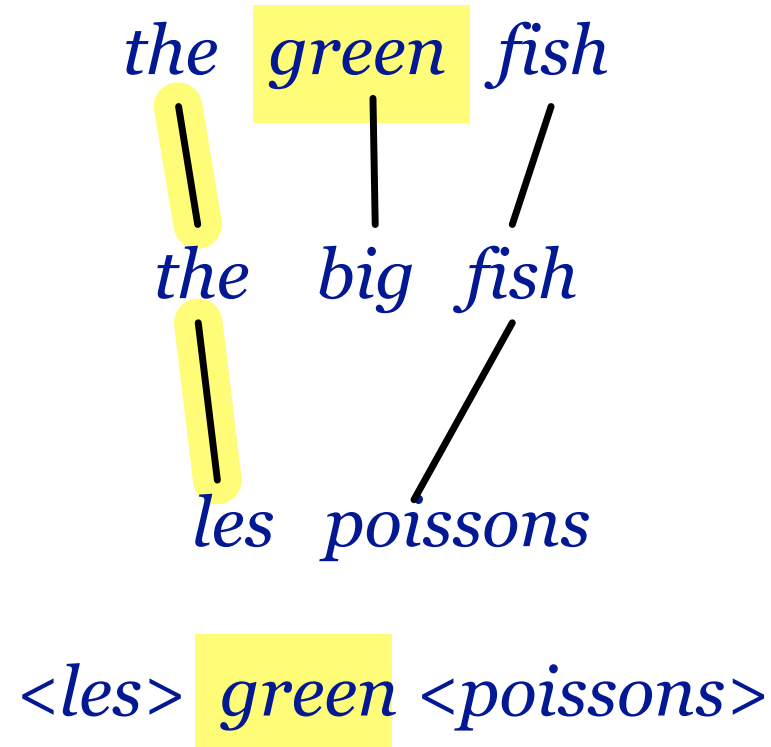 the green fish
the big fish
les poissons
<les> green <poissons>